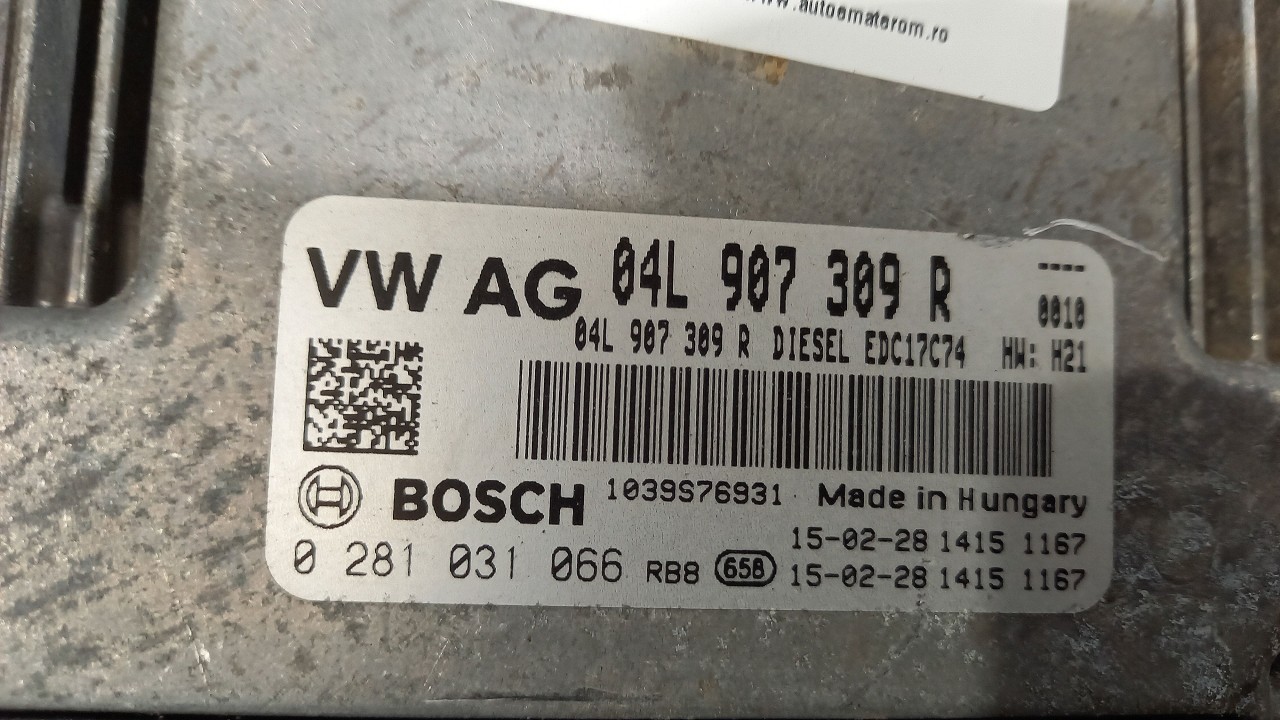 www.autoematerom.ro
VW AG 04L 907 309 R ----
0010
04L 907 309 R DIESEL EDC17C74 HW: H21
BOSCH 1039S76931 Made in Hungary
15-02-28 1415 1167
0 281 031 066 RB8 658 15-02-28 1415 1167